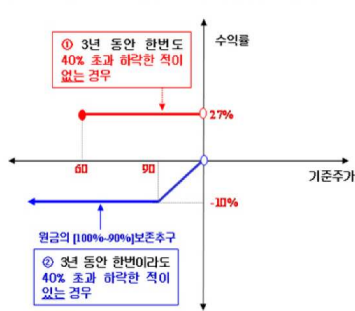 ① 3년 동안 한번도
40% 초과 하락한 적이
없는 경우
수익률
27%
60
90
기준주가
-10%
원금의 [100%~90%]보존추구
② 3년 동안 한번이라도
40% 초과 하락한 적이
있는 경우